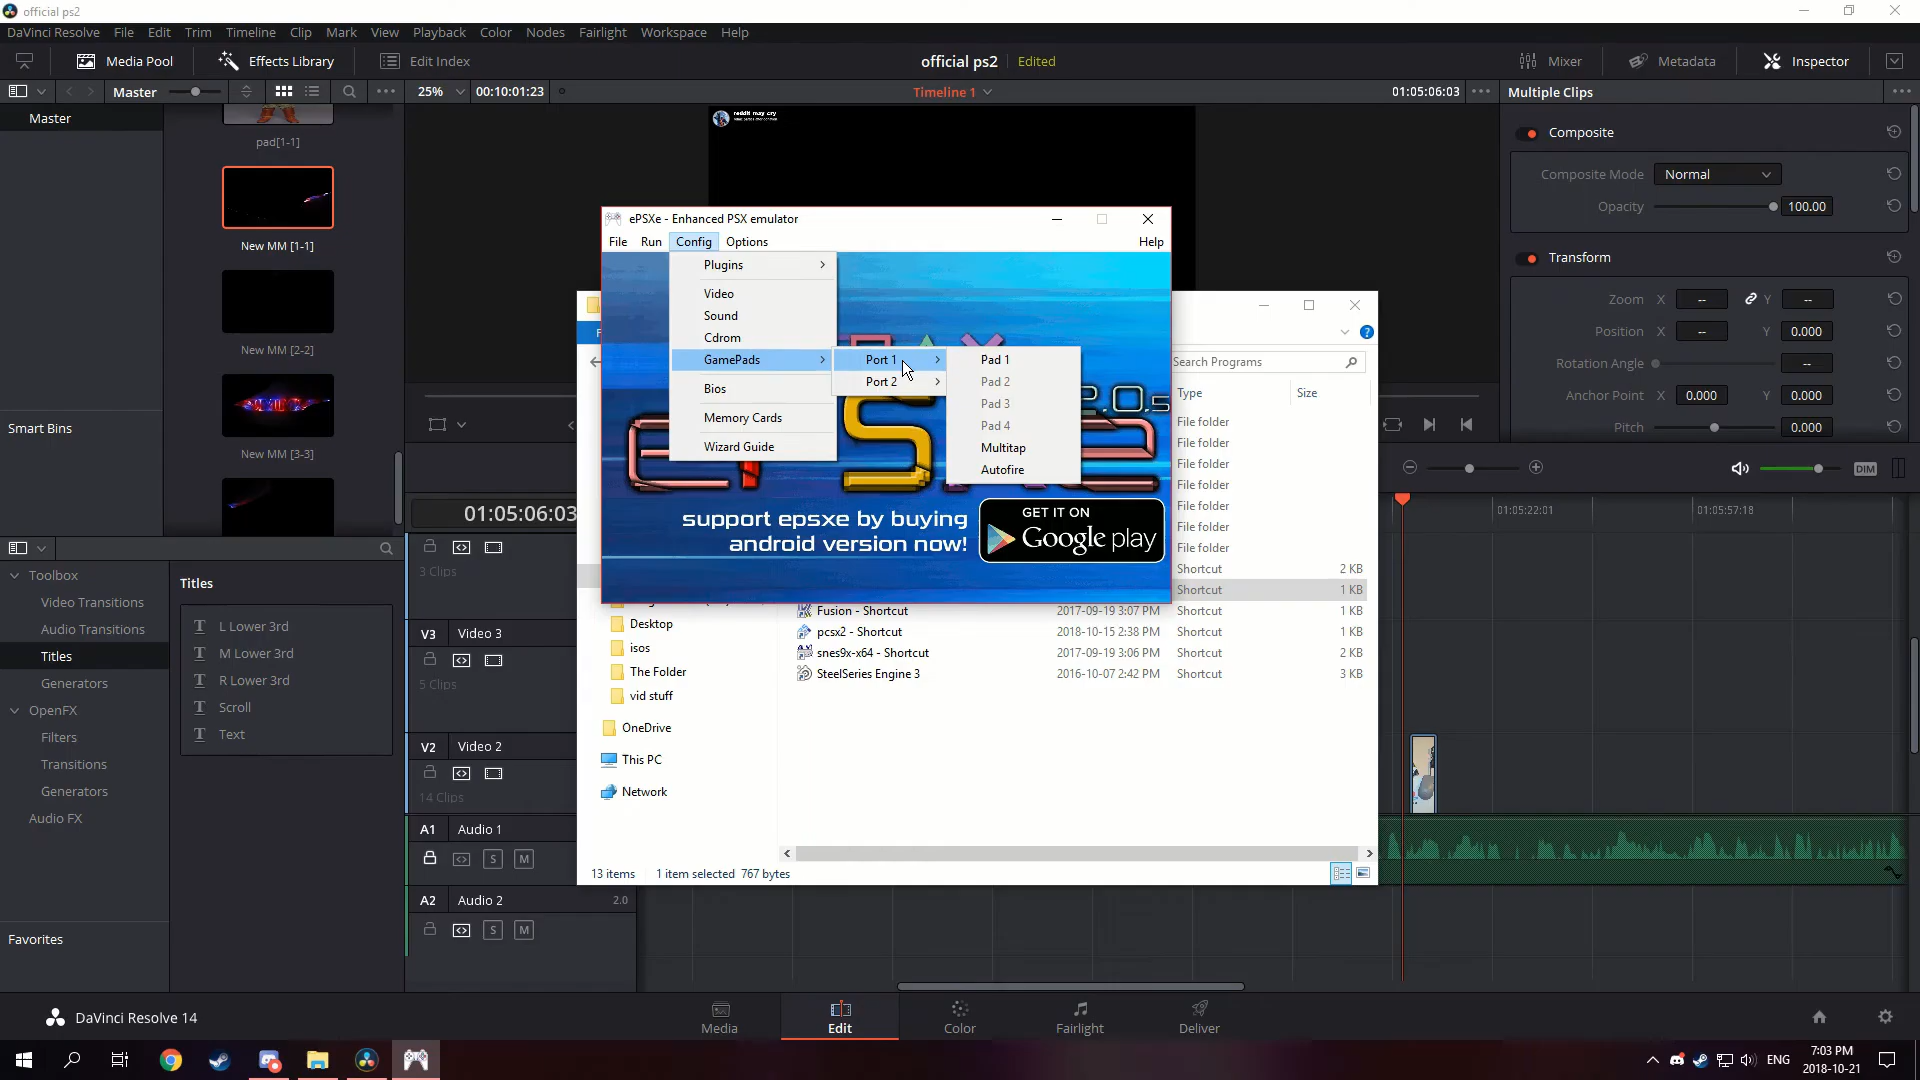 official ps2
DaVinci Resolve File Edit Trim Timeline Clip Mark View Playback Color Nodes Fairlight Workspace Help
Media Pool Effects Library Edit Index official ps2 Edited Mixer Metadata Inspector
Master 25% 00:10:01:23 Timeline 1 01:05:06:03 Multiple Clips
Master
pad[1-1]
New MM [1-1]
New MM [2-2]
New MM [3-3]
Smart Bins
reddit may cry
Composite
Composite Mode Normal
Opacity 100.00
Transform
Zoom X -- Y --
Position X -- Y 0.000
Rotation Angle --
Anchor Point X 0.000 Y 0.000
Pitch 0.000
ePSXe - Enhanced PSX emulator
File Run Config Options Help
Plugins
Video
Sound
Cdrom
GamePads
Bios
Memory Cards
Wizard Guide
Port 1
Port 2
Pad 1
Pad 2
Pad 3
Pad 4
Multitap
Autofire
2.0.5
support epsxe by buying
android version now!
GET IT ON
Google play
Search Programs
Type Size
File folder
File folder
File folder
File folder
File folder
File folder
File folder
Shortcut 2 KB
Shortcut 1 KB
Fusion - Shortcut 2017-09-19 3:07 PM Shortcut 1 KB
pcsx2 - Shortcut 2018-10-15 2:38 PM Shortcut 1 KB
snes9x-x64 - Shortcut 2017-09-19 3:06 PM Shortcut 2 KB
SteelSeries Engine 3 2016-10-07 2:42 PM Shortcut 3 KB
Desktop
isos
The Folder
vid stuff
OneDrive
This PC
Network
13 items 1 item selected 767 bytes
DIM
01:05:06:03
01:05:22:01 01:05:57:18
3 Clips
V3 Video 3
5 Clips
V2 Video 2
14 Clips
A1 Audio 1
S M
A2 Audio 2 2.0
S M
Toolbox
Video Transitions
Audio Transitions
Titles
Generators
OpenFX
Filters
Transitions
Generators
Audio FX
Favorites
Titles
L Lower 3rd
M Lower 3rd
R Lower 3rd
Scroll
Text
DaVinci Resolve 14
Media Edit Color Fairlight Deliver
ENG
7:03 PM
2018-10-21